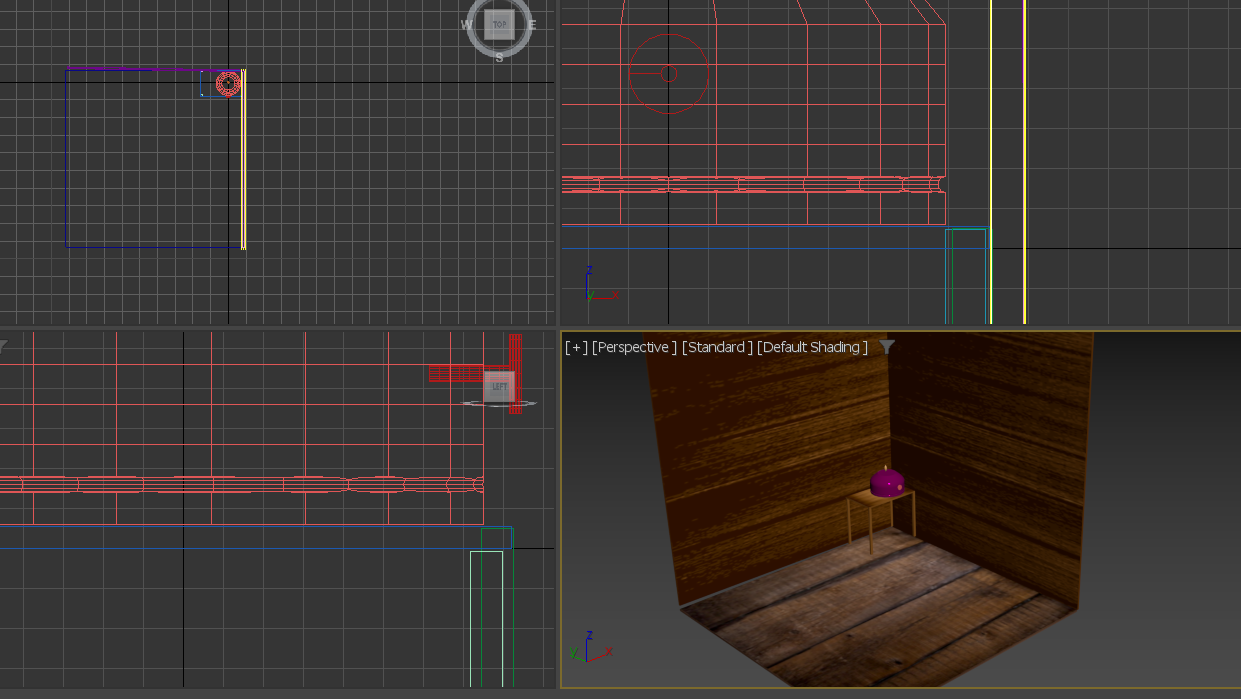 W TOP E
S
Z
X
LEFT
[+] [Perspective ] [Standard ] [Default Shading ]
Z
X